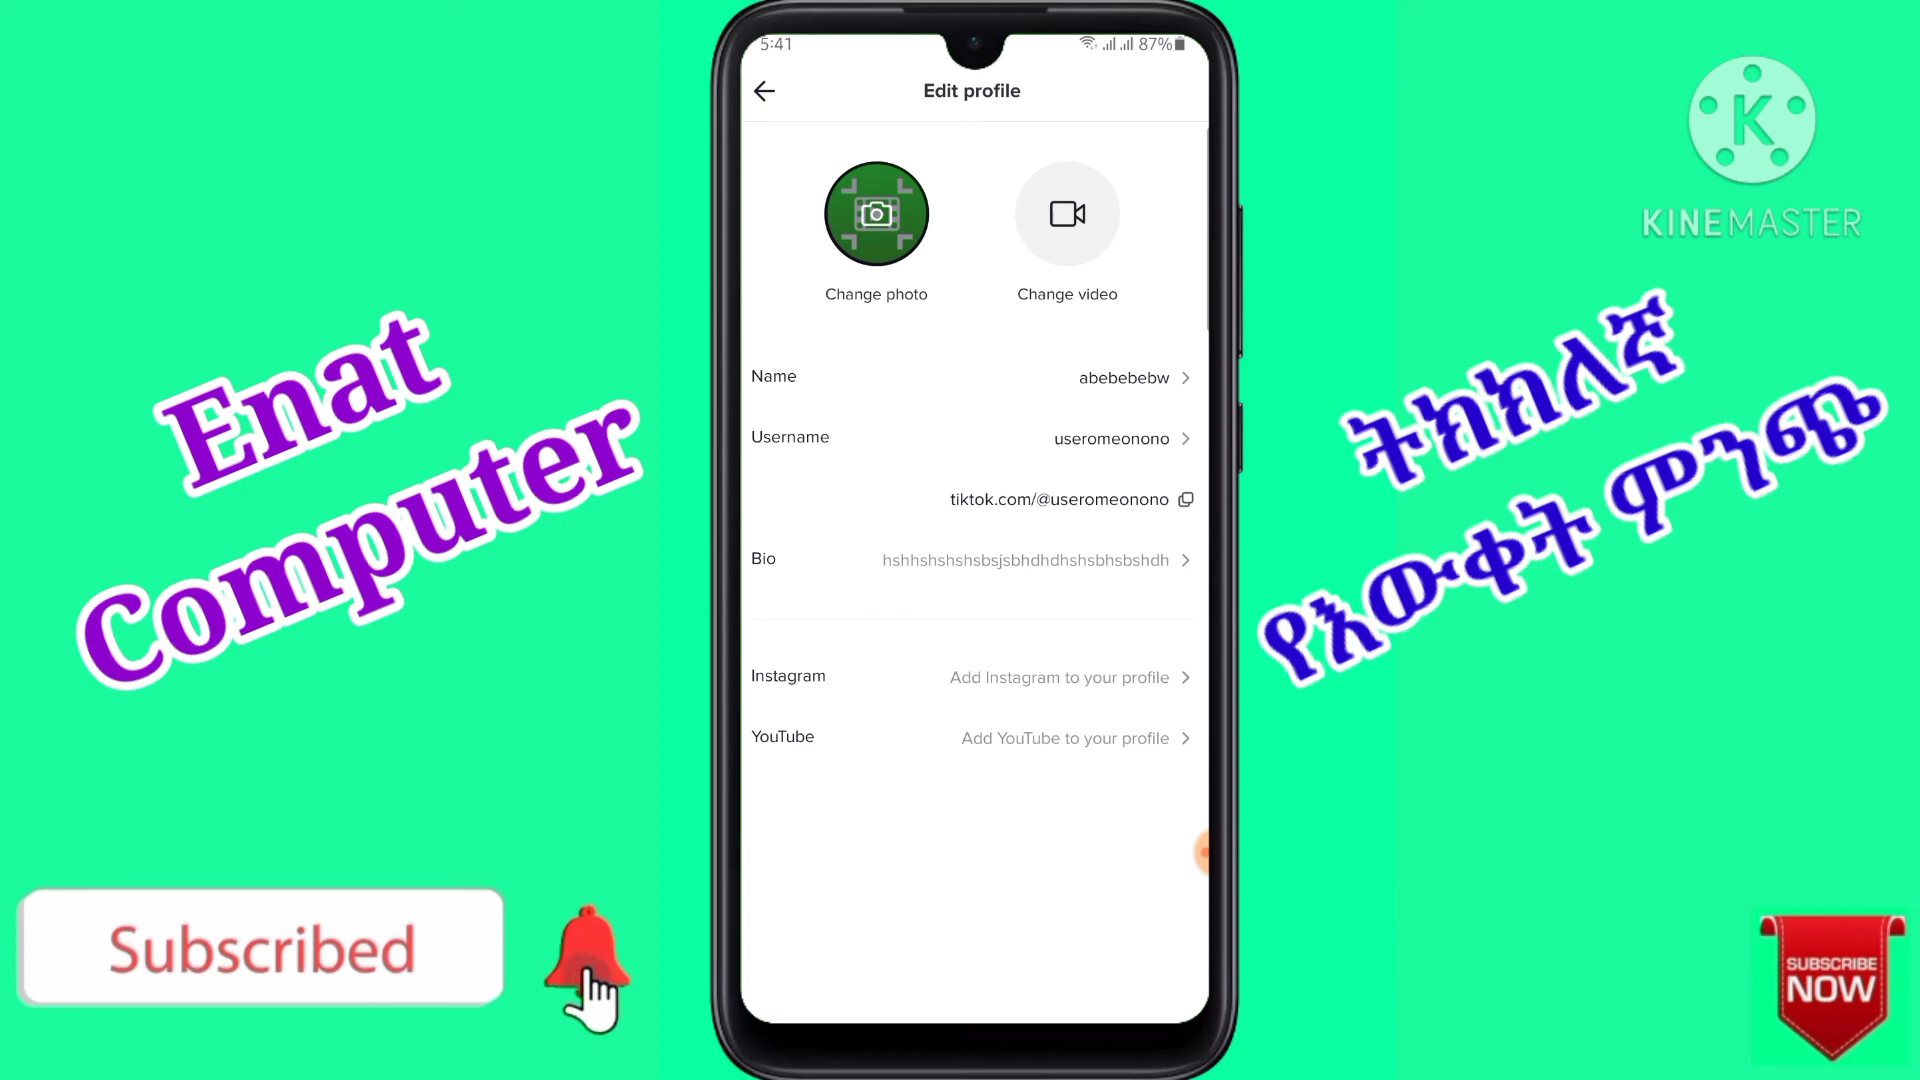 5:41
87%
Edit profile
Change photo
Change video
Name
abebebebw
Username
useromeonono
tiktok.com/@useromeonono
Bio
hshhshshshsbsjsbhdhdhshsbhsbshdh
Instagram
Add Instagram to your profile
YouTube
Add YouTube to your profile
Enat
Computer
K
KINEMASTER
ትክክለኛ
የእውቀት ምንጭ
Subscribed
SUBSCRIBE
NOW